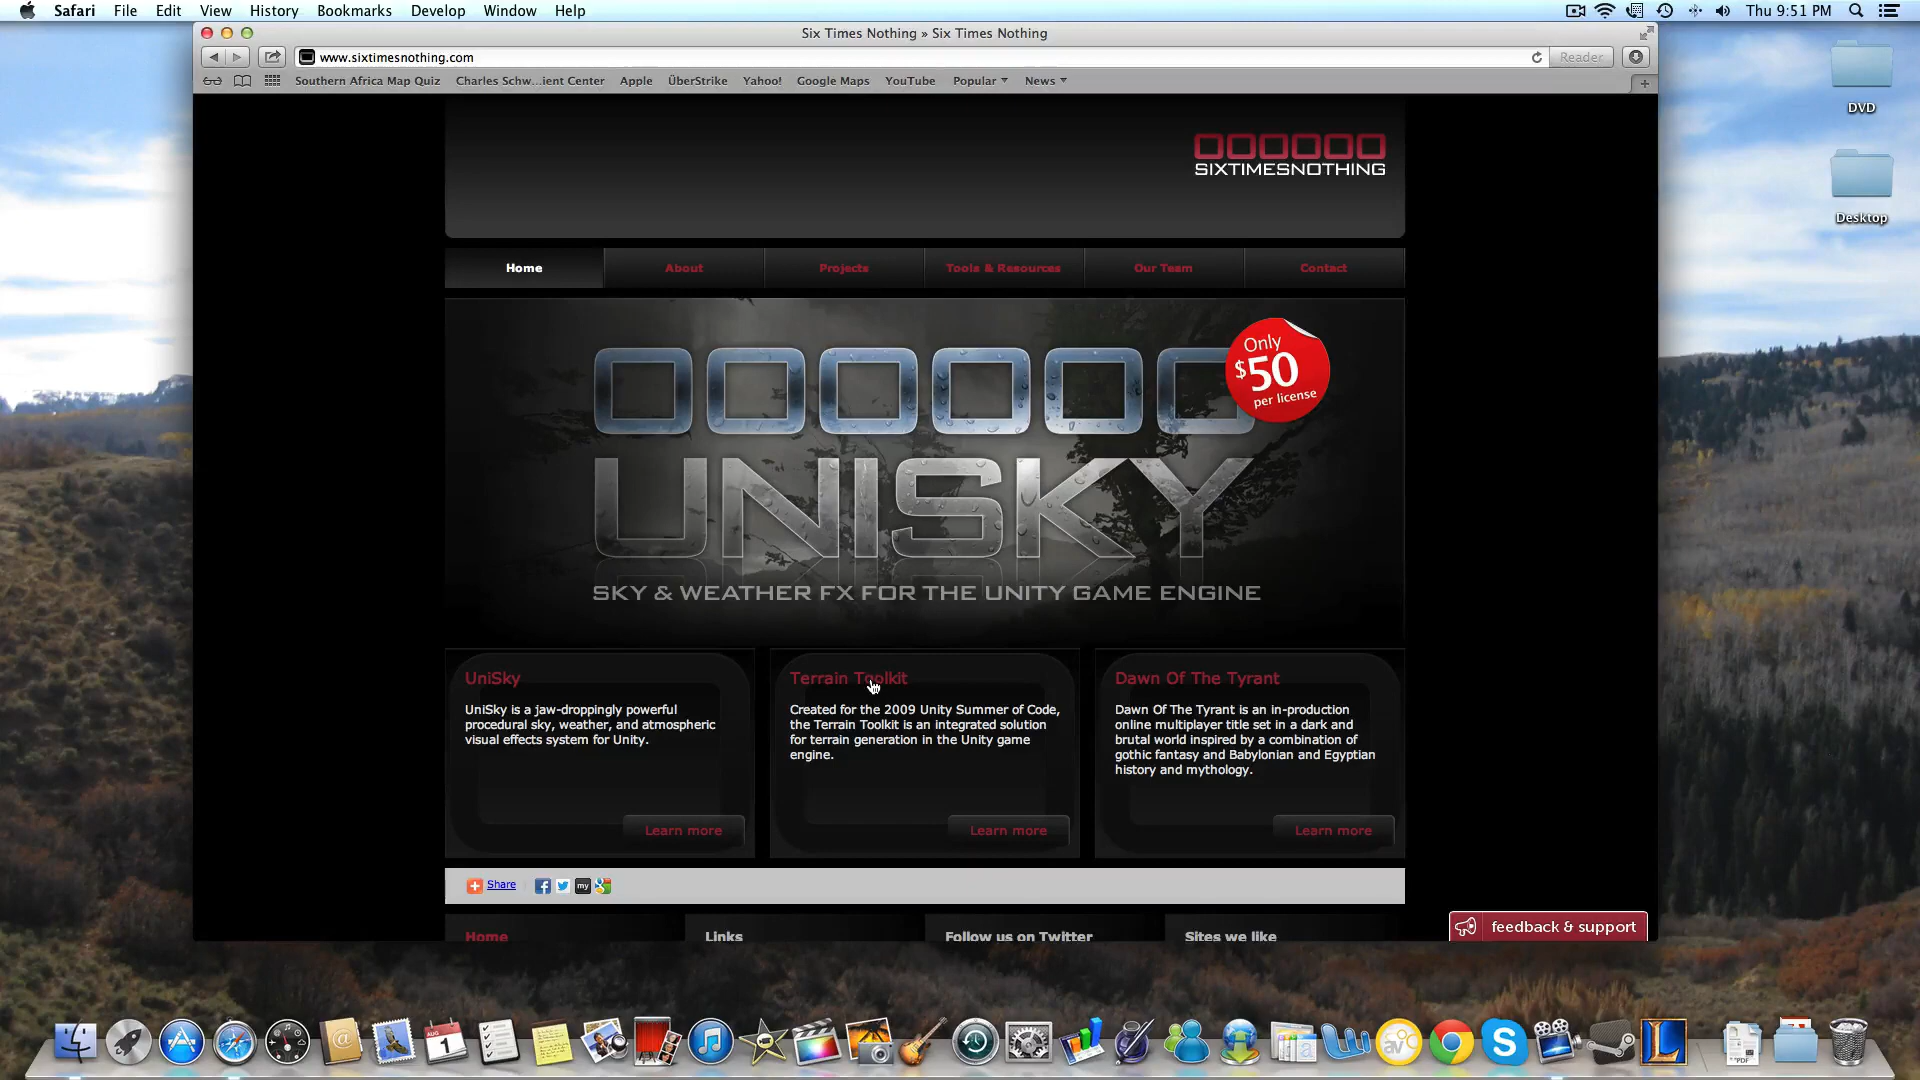 Safari File Edit View History Bookmarks Develop Window Help
Thu 9:51 PM
Six Times Nothing » Six Times Nothing
www.sixtimesnothing.com
Reader
Southern Africa Map Quiz Charles Schw...ient Center Apple ÜberStrike Yahoo! Google Maps YouTube Popular News
DVD
Desktop
SIXTIMESNOTHING
Home About Projects Tools & Resources Our Team Contact
Only
$50
per license
UNISKY
SKY & WEATHER FX FOR THE UNITY GAME ENGINE
UniSky
UniSky is a jaw-droppingly powerful
procedural sky, weather, and atmospheric
visual effects system for Unity.
Learn more
Terrain Toolkit
Created for the 2009 Unity Summer of Code,
the Terrain Toolkit is an integrated solution
for terrain generation in the Unity game
engine.
Learn more
Dawn Of The Tyrant
Dawn Of The Tyrant is an in-production
online multiplayer title set in a dark and
brutal world inspired by a combination of
gothic fantasy and Babylonian and Egyptian
history and mythology.
Learn more
Share
my
feedback & support
Home Links Follow us on Twitter Sites we like
AUG
1
PDF